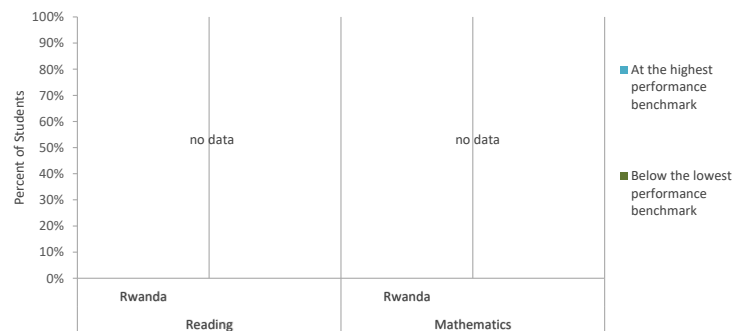 100%
90%
80%
70%
60%
50%
40%
30%
20%
10%
0%
Percent of Students
no data
no data
Rwanda
Rwanda
Reading
Mathematics
At the highest
performance
benchmark
Below the lowest
performance
benchmark